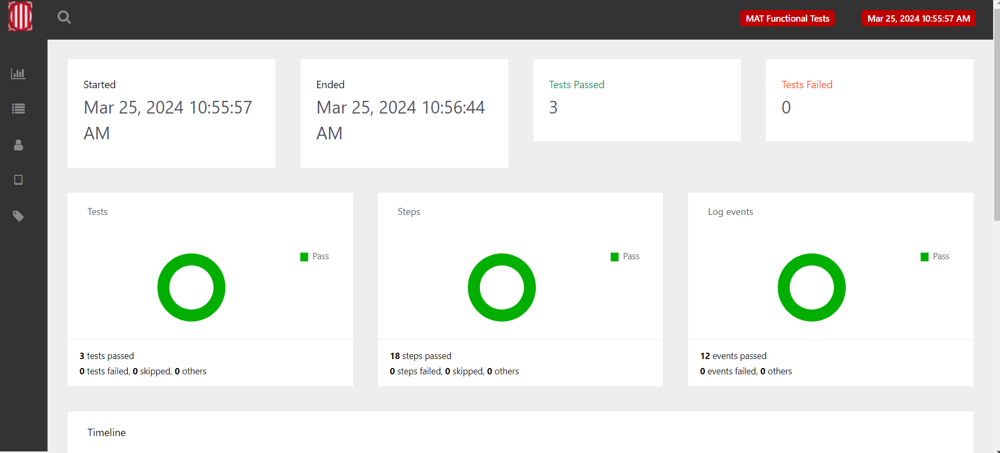 MAT Functional Tests
Mar 25, 2024 10:55:57 AM
Started
Mar 25, 2024 10:55:57
AM
Ended
Mar 25, 2024 10:56:44
AM
Tests Passed
3
Tests Failed
0
Tests
Pass
3 tests passed
0 tests failed, 0 skipped, 0 others
Steps
Pass
18 steps passed
0 steps failed, 0 skipped, 0 others
Log events
Pass
12 events passed
0 events failed, 0 others
Timeline